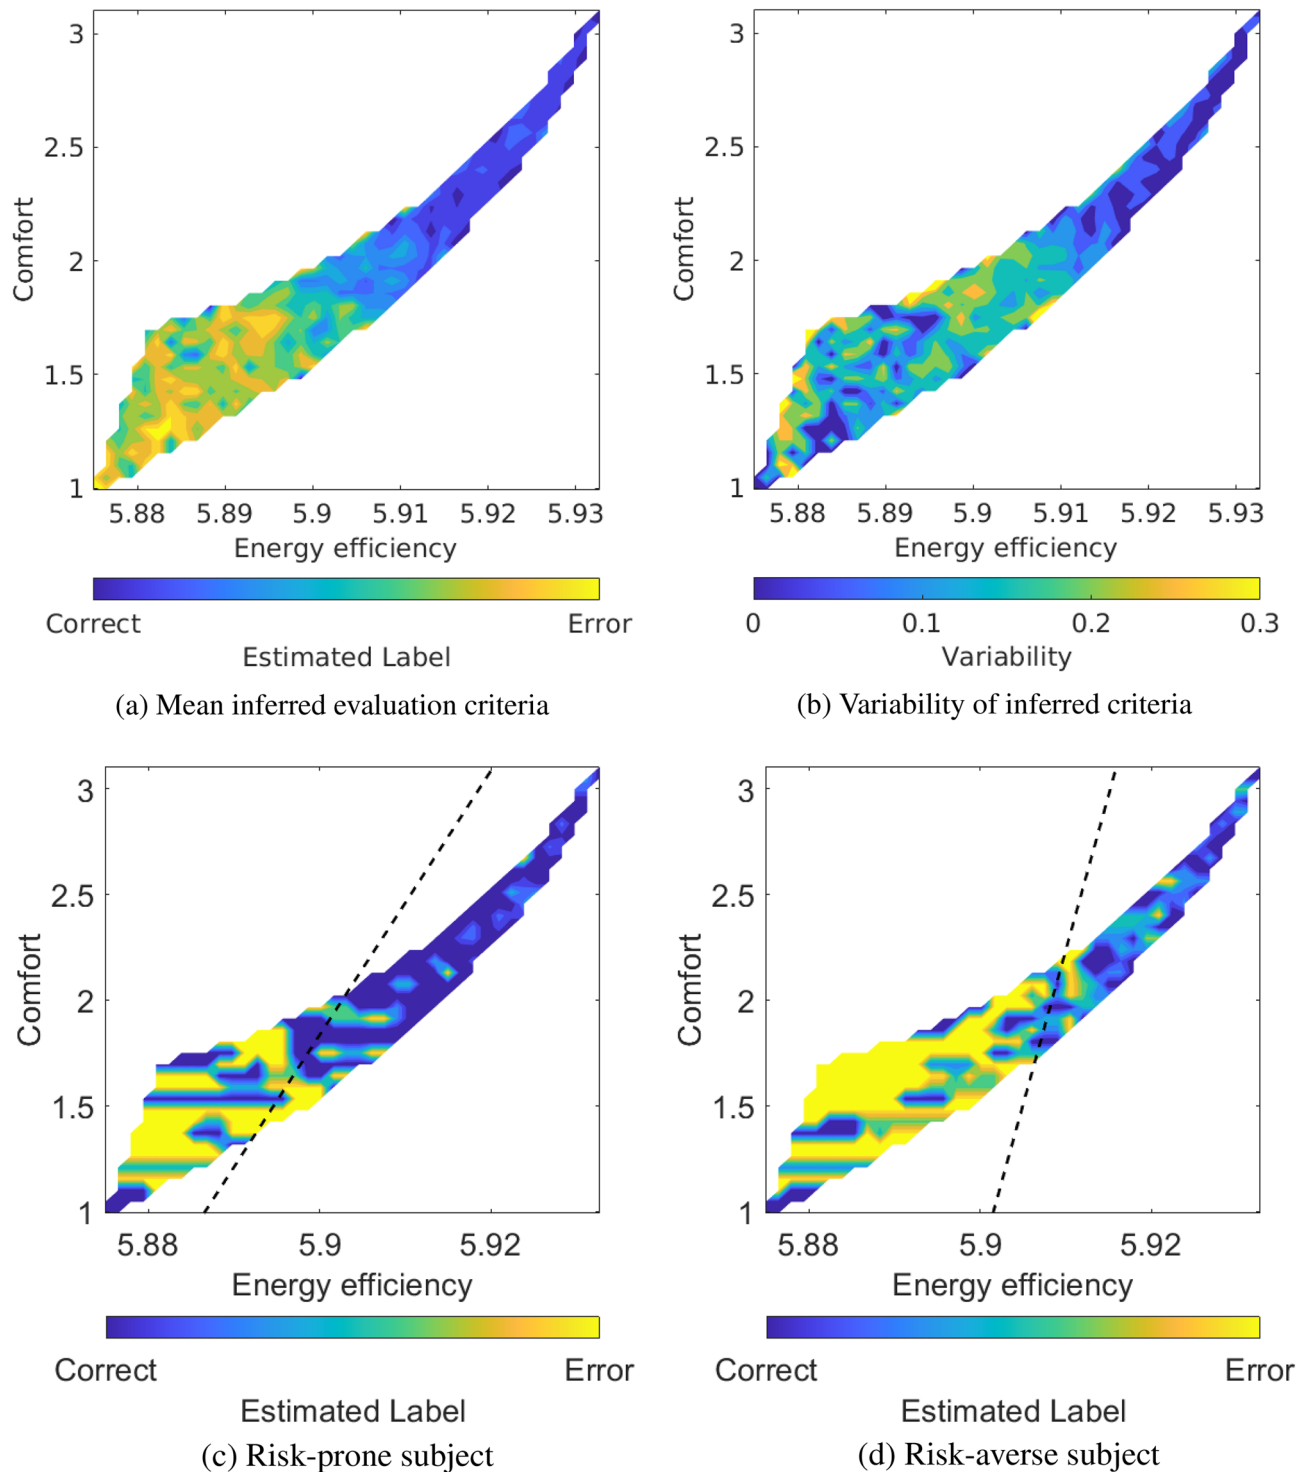 3
2.5
2
1.5
1
Comfort
5.88 5.89 5.9 5.91 5.92 5.93
Energy efficiency
Correct Error
Estimated Label
(a) Mean inferred evaluation criteria
3
2.5
2
1.5
1
Comfort
5.88 5.89 5.9 5.91 5.92 5.93
Energy efficiency
0 0.1 0.2 0.3
Variability
(b) Variability of inferred criteria
3
2.5
2
1.5
1
Comfort
5.88 5.9 5.92
Energy efficiency
Correct Error
Estimated Label
(c) Risk-prone subject
3
2.5
2
1.5
1
Comfort
5.88 5.9 5.92
Energy efficiency
Correct Error
Estimated Label
(d) Risk-averse subject